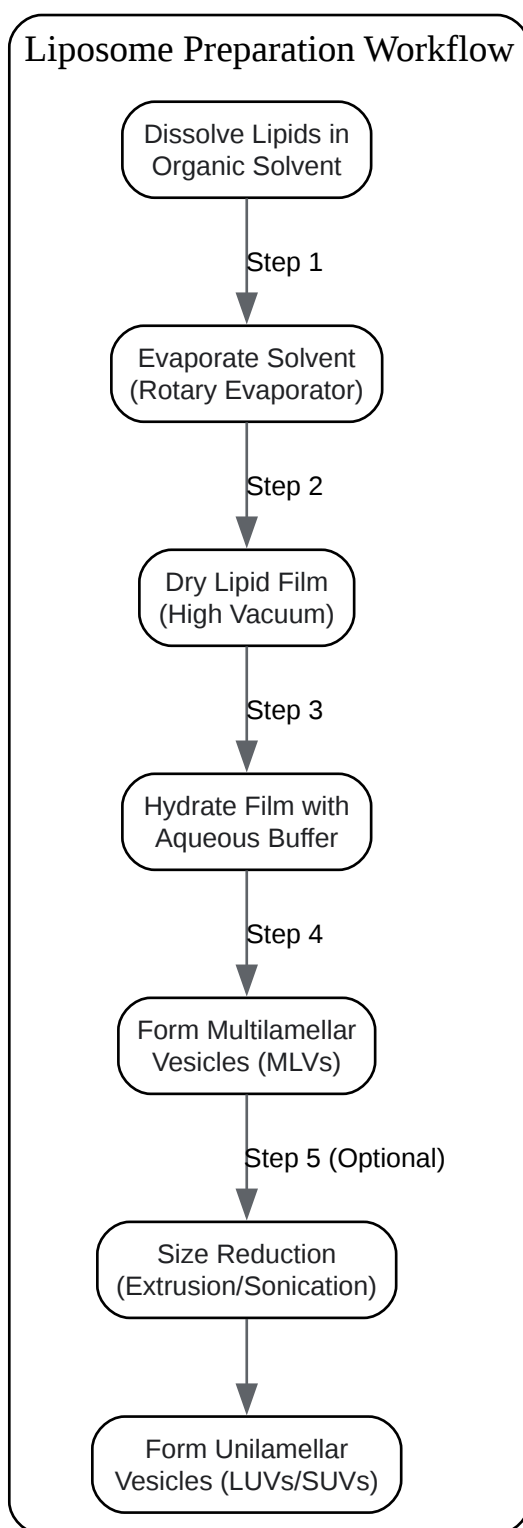 Liposome Preparation Workflow
Dissolve Lipids in
Organic Solvent
Step 1
Evaporate Solvent
(Rotary Evaporator)
Step 2
Dry Lipid Film
(High Vacuum)
Step 3
Hydrate Film with
Aqueous Buffer
Step 4
Form Multilamellar
Vesicles (MLVs)
Step 5 (Optional)
Size Reduction
(Extrusion/Sonication)
Form Unilamellar
Vesicles (LUVs/SUVs)